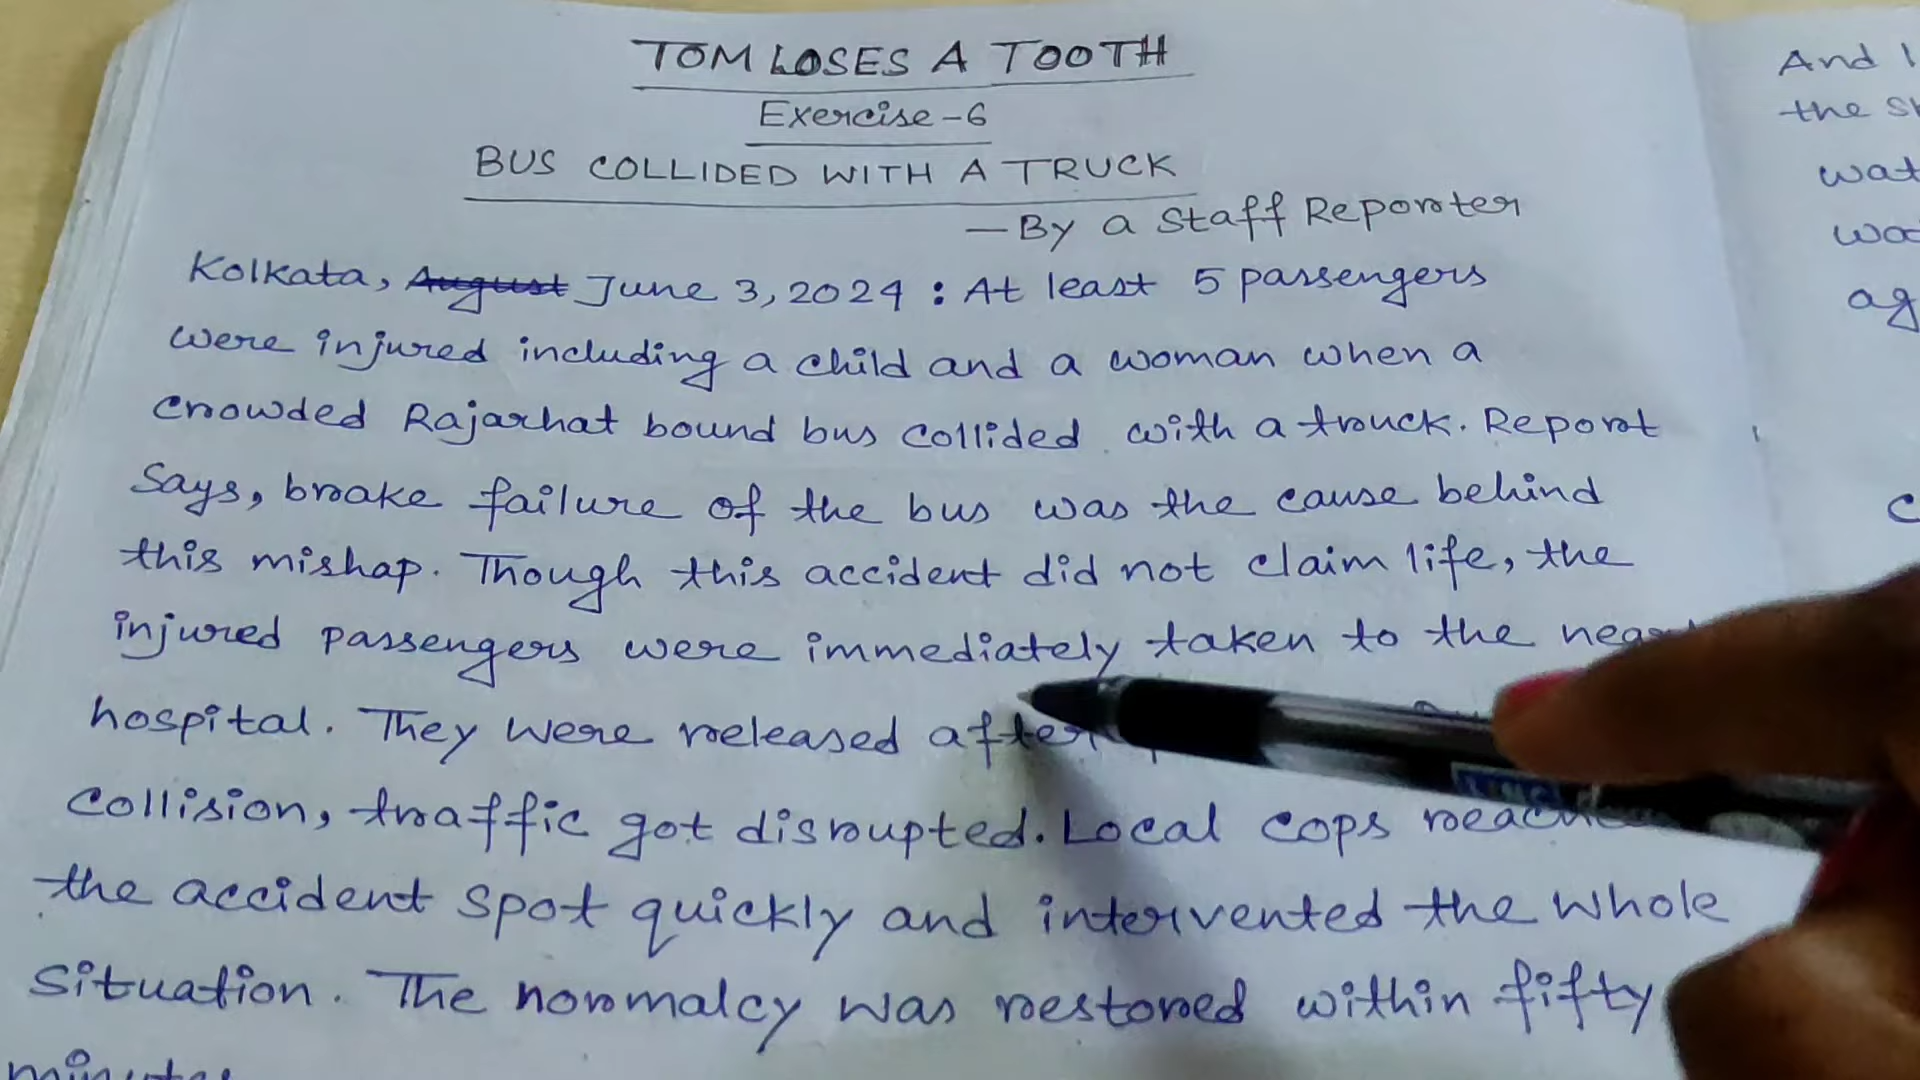 TOM LOSES A TOOTH
Exercise-6
BUS COLLIDED WITH A TRUCK
- By a Staff Reporter
Kolkata, August June 3, 2024 : At least 5 passengers
were injured including a child and a woman when a
crowded Rajarhat bound bus collided with a truck. Report
says, brake failure of the bus was the cause behind
this mishap. Though this accident did not claim life, the
injured passengers were immediately taken to the
hospital. They were released after
collision, traffic got disrupted. Local cops
the accident spot quickly and intervented the whole
situation. The normalcy was restored within fifty
minutes
And
the